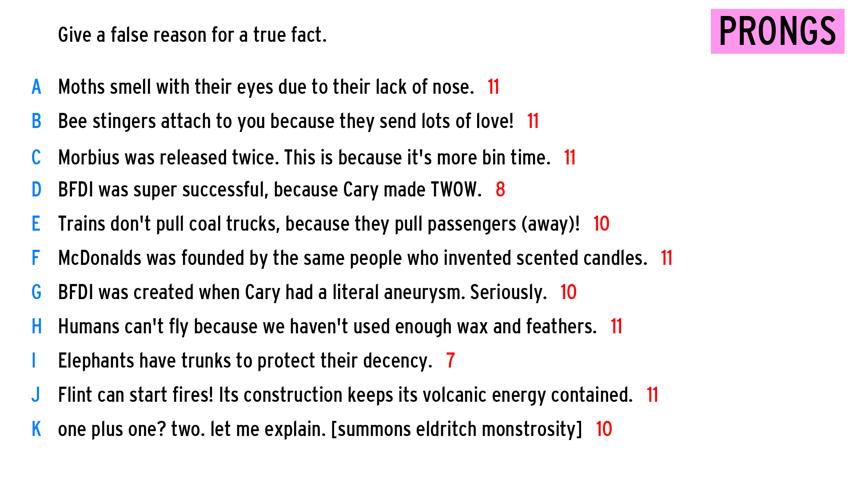 Give a false reason for a true fact.
PRONGS
A Moths smell with their eyes due to their lack of nose. 11
B Bee stingers attach to you because they send lots of love! 11
C Morbius was released twice. This is because it's more bin time. 11
D BFDI was super successful, because Cary made TWOW. 8
E Trains don't pull coal trucks, because they pull passengers (away)! 10
F McDonalds was founded by the same people who invented scented candles. 11
G BFDI was created when Cary had a literal aneurysm. Seriously. 10
H Humans can't fly because we haven't used enough wax and feathers. 11
I Elephants have trunks to protect their decency. 7
J Flint can start fires! Its construction keeps its volcanic energy contained. 11
K one plus one? two. let me explain. [summons eldritch monstrosity] 10